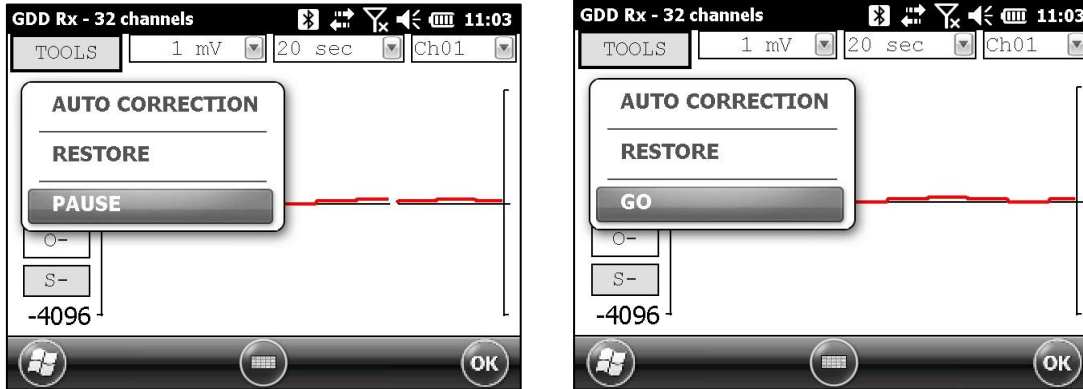 GDD Rx - 32 channels 11:03
TOOLS 1 mV 20 sec Ch01
AUTO CORRECTION
RESTORE
PAUSE
O-
S-
-4096
OK
GDD Rx - 32 channels 11:03
TOOLS 1 mV 20 sec Ch01
AUTO CORRECTION
RESTORE
GO
O-
S-
-4096
OK